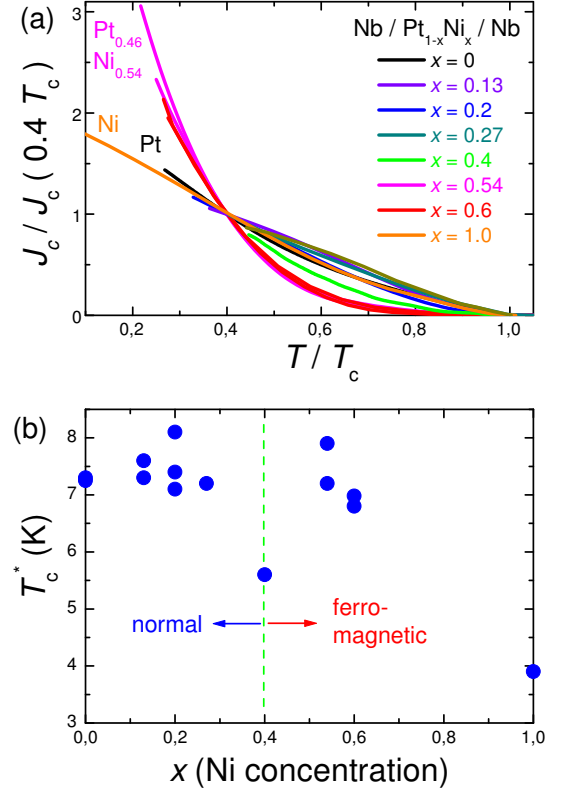 (a)
Nb / Pt1-xNix / Nb
x = 0
x = 0.13
x = 0.2
x = 0.27
x = 0.4
x = 0.54
x = 0.6
x = 1.0
Pt0.46
Ni0.54
Ni
Pt
Jc / Jc ( 0.4 Tc )
3
2
1
0
0,2 0,4 0,6 0,8 1,0
T / Tc
(b)
Tc* (K)
8
7
6
5
4
3
normal
ferro-
magnetic
0,0 0,2 0,4 0,6 0,8 1,0
x (Ni concentration)